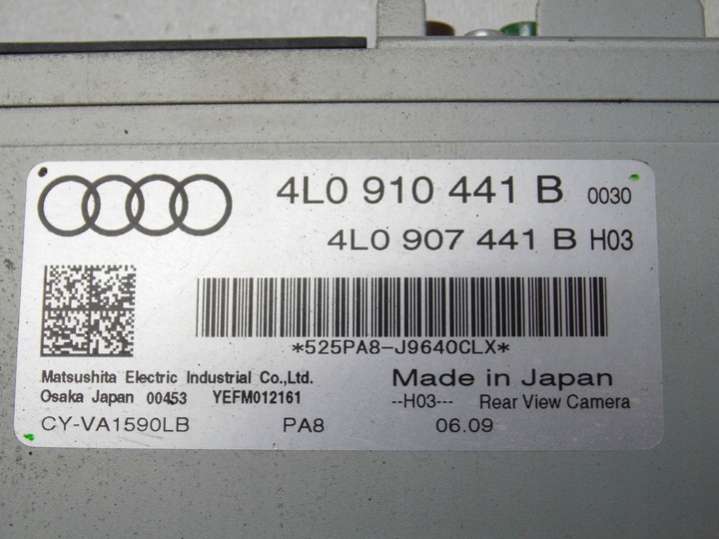 4L0 910 441 B 0030
4L0 907 441 B H03
*525PA8-J9640CLX*
Matsushita Electric Industrial Co.,Ltd.
Made in Japan
Osaka Japan 00453 YEFM012161
--H03--- Rear View Camera
CY-VA1590LB PA8 06.09